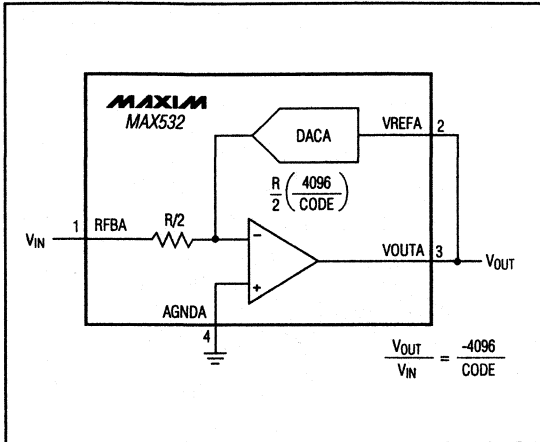 MAXIM
MAX532
DACA
VREFA 2
R/2 (4096/CODE)
1 RFBA R/2
VIN
−
+
VOUTA 3
VOUT
AGNDA
4
VOUT/VIN = -4096/CODE